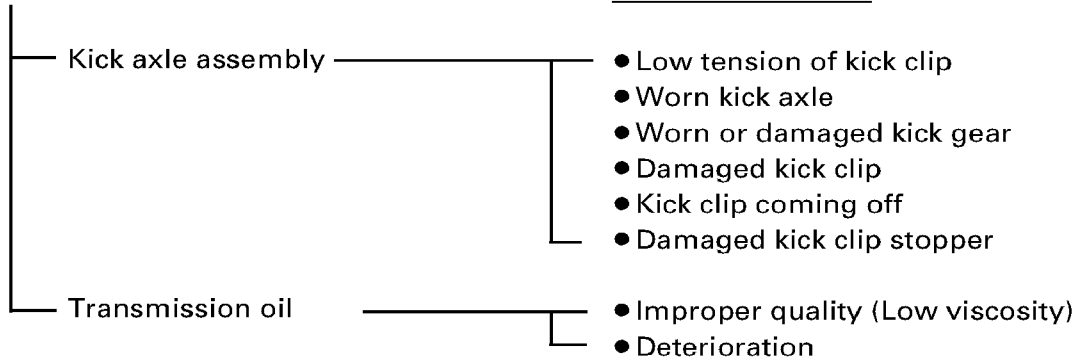 Kick axle assembly
● Low tension of kick clip
● Worn kick axle
● Worn or damaged kick gear
● Damaged kick clip
● Kick clip coming off
● Damaged kick clip stopper
Transmission oil
● Improper quality (Low viscosity)
● Deterioration